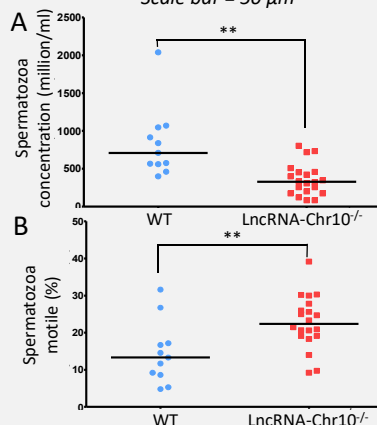 Scale bar = 50 μm
A
Spermatozoa
concentration (million/ml)
2500
2000
1500
1000
500
0
**
WT
LncRNA-Chr10-/-
B
Spermatozoa
motile (%)
50
40
30
20
10
0
**
WT
LncRNA-Chr10-/-